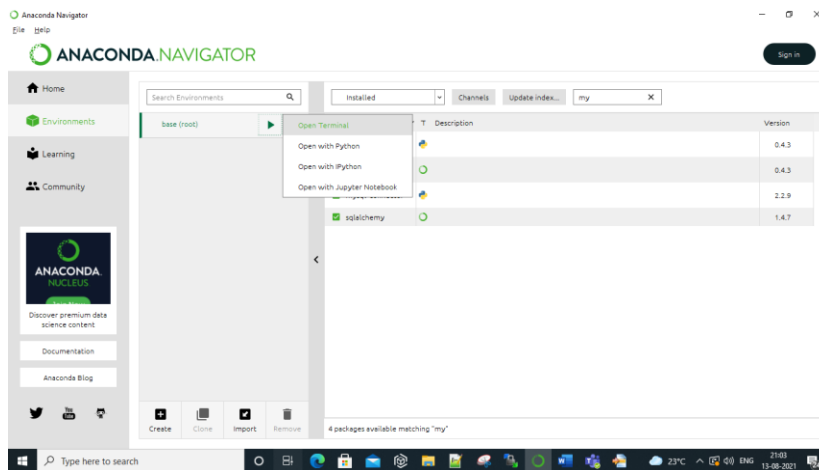 Anaconda Navigator
File Help
ANACONDA.NAVIGATOR
Sign in
Home
Environments
Learning
Community
ANACONDA.
NUCLEUS
Discover premium data
science content
Documentation
Anaconda Blog
Search Environments
base (root)
Open Terminal
Open with Python
Open with IPython
Open with Jupyter Notebook
Create Clone Import Remove
Installed Channels Update index... my X
T Description Version
0.4.3
0.4.3
2.2.9
sqlalchemy 1.4.7
4 packages available matching "my"
Type here to search
23°C ENG 21:03
13-08-2021